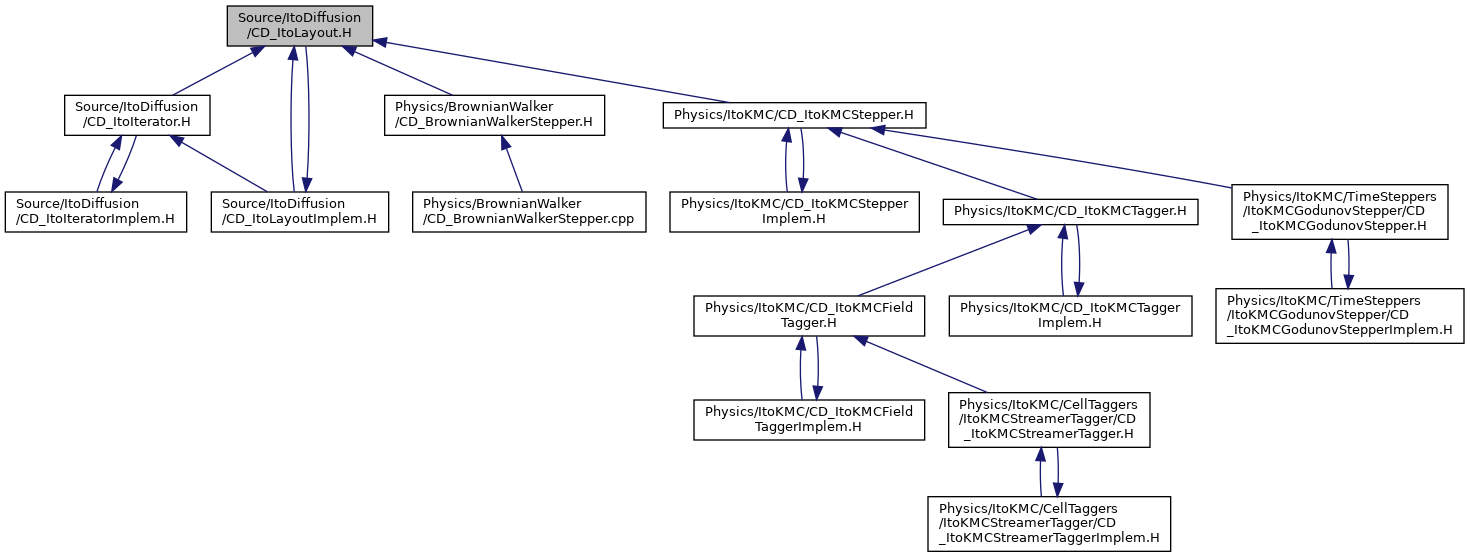 Source/ItoDiffusion
/CD_ItoLayout.H
Source/ItoDiffusion
/CD_ItoIterator.H
Physics/BrownianWalker
/CD_BrownianWalkerStepper.H
Physics/ItoKMC/CD_ItoKMCStepper.H
Source/ItoDiffusion
/CD_ItoIteratorImplem.H
Source/ItoDiffusion
/CD_ItoLayoutImplem.H
Physics/BrownianWalker
/CD_BrownianWalkerStepper.cpp
Physics/ItoKMC/CD_ItoKMCStepper
Implem.H
Physics/ItoKMC/CD_ItoKMCTagger.H
Physics/ItoKMC/TimeSteppers
/ItoKMCGodunovStepper/CD
_ItoKMCGodunovStepper.H
Physics/ItoKMC/CD_ItoKMCField
Tagger.H
Physics/ItoKMC/CD_ItoKMCTagger
Implem.H
Physics/ItoKMC/TimeSteppers
/ItoKMCGodunovStepper/CD
_ItoKMCGodunovStepperImplem.H
Physics/ItoKMC/CD_ItoKMCField
TaggerImplem.H
Physics/ItoKMC/CellTaggers
/ItoKMCStreamerTagger/CD
_ItoKMCStreamerTagger.H
Physics/ItoKMC/CellTaggers
/ItoKMCStreamerTagger/CD
_ItoKMCStreamerTaggerImplem.H